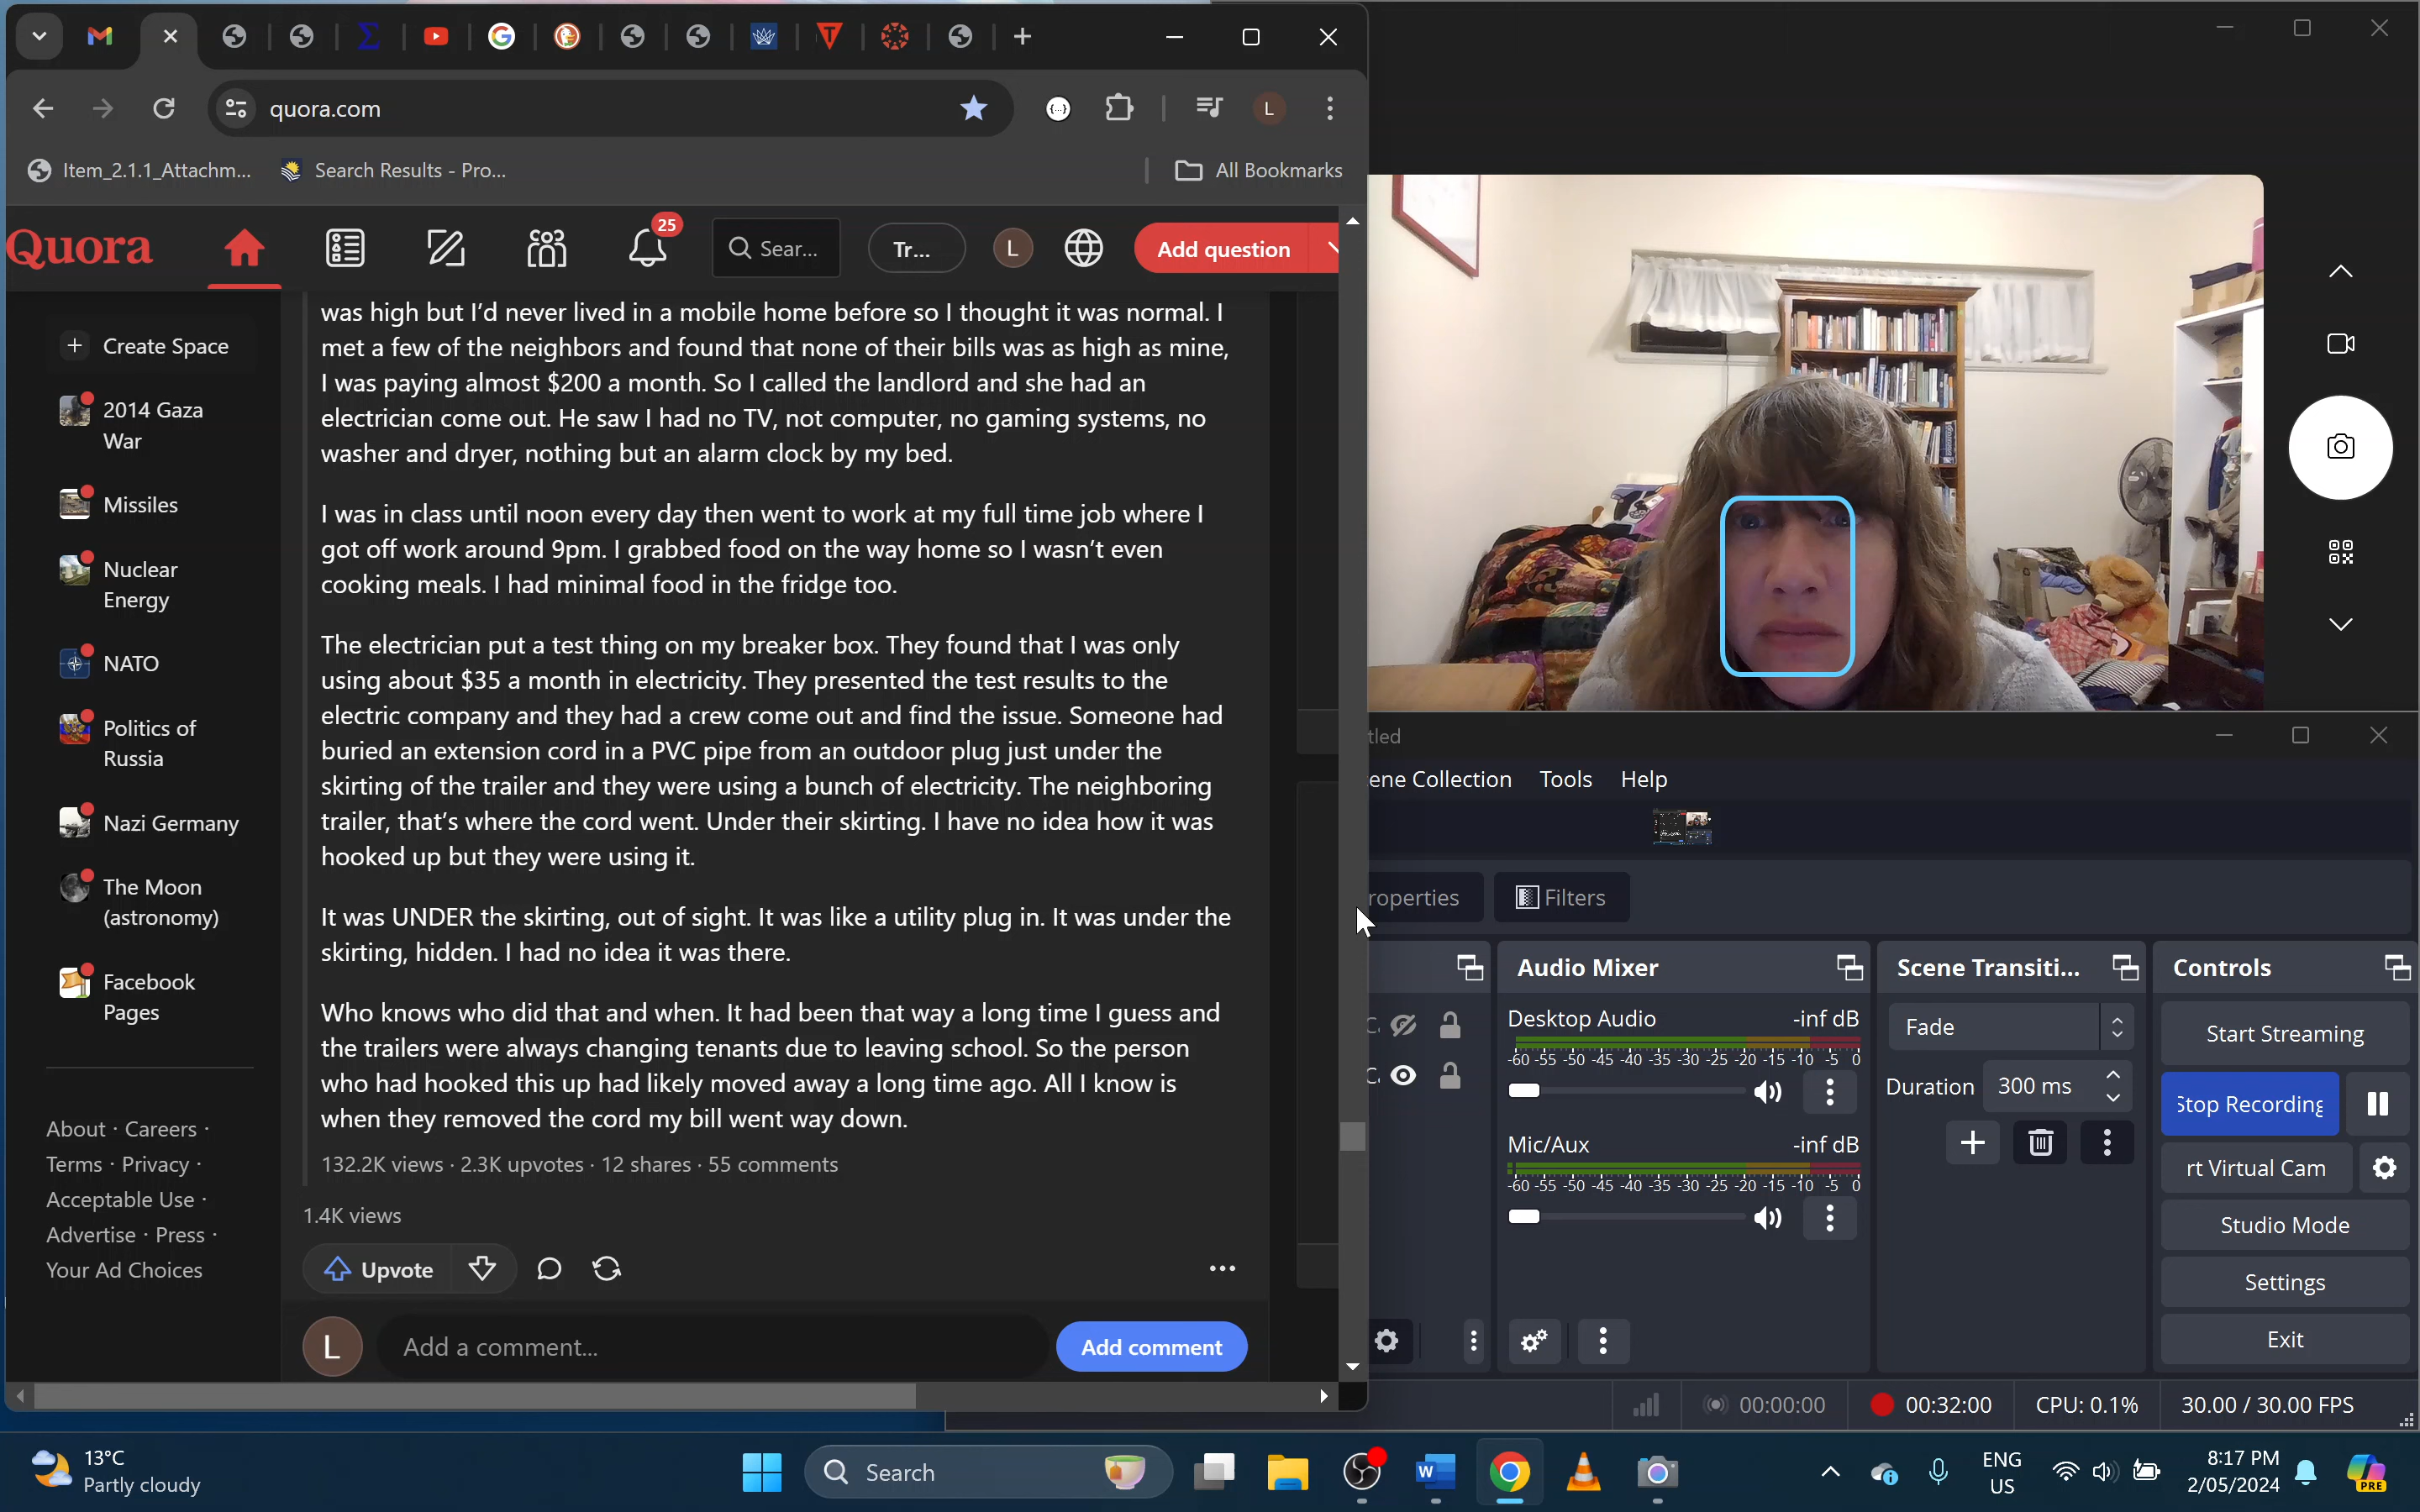 quora.com
Item_2.1.1_Attachm...
Search Results - Pro...
All Bookmarks
Quora
25
Sear...
Tr...
L
Add question
Create Space
2014 Gaza
War
Missiles
Nuclear
Energy
NATO
Politics of
Russia
Nazi Germany
The Moon
(astronomy)
Facebook
Pages
About · Careers ·
Terms · Privacy ·
Acceptable Use ·
Advertise · Press ·
Your Ad Choices
was high but I'd never lived in a mobile home before so I thought it was normal. I
met a few of the neighbors and found that none of their bills was as high as mine,
I was paying almost $200 a month. So I called the landlord and she had an
electrician come out. He saw I had no TV, not computer, no gaming systems, no
washer and dryer, nothing but an alarm clock by my bed.
I was in class until noon every day then went to work at my full time job where I
got off work around 9pm. I grabbed food on the way home so I wasn't even
cooking meals. I had minimal food in the fridge too.
The electrician put a test thing on my breaker box. They found that I was only
using about $35 a month in electricity. They presented the test results to the
electric company and they had a crew come out and find the issue. Someone had
buried an extension cord in a PVC pipe from an outdoor plug just under the
skirting of the trailer and they were using a bunch of electricity. The neighboring
trailer, that's where the cord went. Under their skirting. I have no idea how it was
hooked up but they were using it.
It was UNDER the skirting, out of sight. It was like a utility plug in. It was under the
skirting, hidden. I had no idea it was there.
Who knows who did that and when. It had been that way a long time I guess and
the trailers were always changing tenants due to leaving school. So the person
who had hooked this up had likely moved away a long time ago. All I know is
when they removed the cord my bill went way down.
132.2K views · 2.3K upvotes · 12 shares · 55 comments
1.4K views
Upvote
L
Add a comment...
Add comment
tled
ene Collection Tools Help
roperties
Filters
Audio Mixer
Desktop Audio -inf dB
-60 -55 -50 -45 -40 -35 -30 -25 -20 -15 -10 -5 0
Mic/Aux -inf dB
-60 -55 -50 -45 -40 -35 -30 -25 -20 -15 -10 -5 0
Scene Transiti...
Fade
Duration 300 ms
Controls
Start Streaming
Stop Recording
rt Virtual Cam
Studio Mode
Settings
Exit
00:00:00
00:32:00
CPU: 0.1%
30.00 / 30.00 FPS
13°C
Partly cloudy
Search
ENG
US
8:17 PM
2/05/2024
PRE